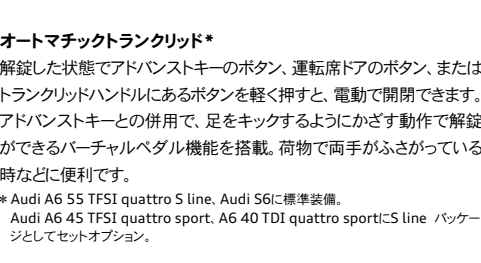 オートマチックトランクリッド*
解錠した状態でアドバンストキーのボタン、運転席ドアのボタン、または
トランクリッドハンドルにあるボタンを軽く押すと、電動で開閉できます。
アドバンストキーとの併用で、足をキックするようにかざす動作で解錠
ができるバーチャルペダル機能を搭載。荷物で両手がふさがっている
時などに便利です。
* Audi A6 55 TFSI quattro S line、Audi S6に標準装備。
Audi A6 45 TFSI quattro sport、A6 40 TDI quattro sportにS line パッケー
ジとしてセットオプション。